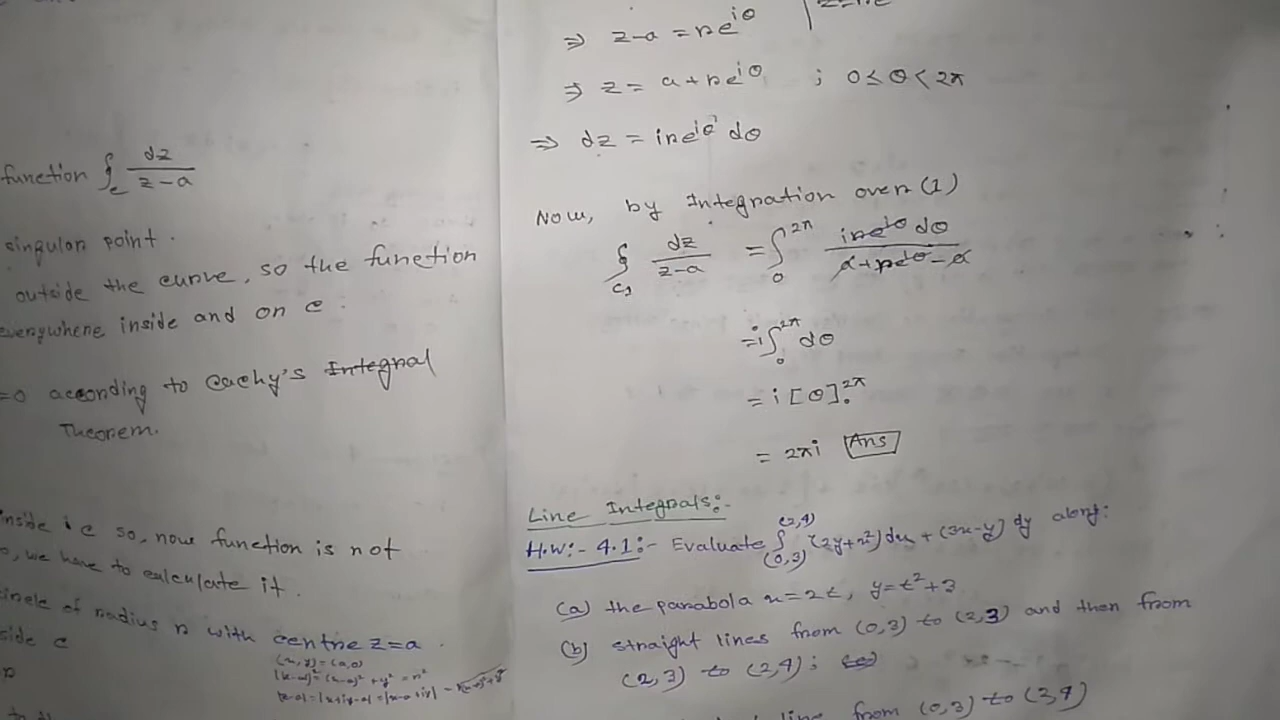 function ∮c dz/(z-a)
singular point.
outside the curve, so the function
everywhere inside and on c.
=0 according to Cachy's Integral
Theorem.
inside c so, now function is not
, we have to calculate it.
circle of radius r with centre z=a.
side c
⇒ z-a = re^iθ
⇒ z = a+re^iθ ; 0≤θ<2π
⇒ dz = ire^iθ dθ
Now, by Integration over (1)
∮c₁ dz/(z-a) = ∫₀^2π ire^iθ dθ/(a+re^iθ-a)
= i∫₀^2π dθ
= i [θ]₀^2π
= 2πi Ans
Line Integrals:-
H.W:- 4.1:- Evaluate ∫(0,3)^(2,4) (2y+x²)dx + (3x-y)dy along:
(a) the parabola x=2t, y=t²+3
(b) straight lines from (0,3) to (2,3) and then from
(2,3) to (2,4);
line from (0,3) to (2,4)